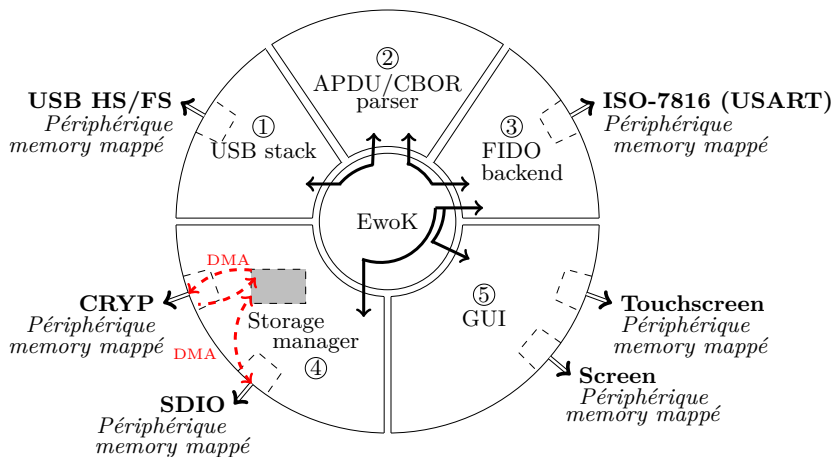 ②
APDU/CBOR
parser
USB HS/FS
Périphérique
memory mappé
①
USB stack
③
FIDO
backend
ISO-7816 (USART)
Périphérique
memory mappé
EwoK
DMA
CRYP
Périphérique
memory mappé
Storage
manager
④
DMA
SDIO
Périphérique
memory mappé
⑤
GUI
Touchscreen
Périphérique
memory mappé
Screen
Périphérique
memory mappé